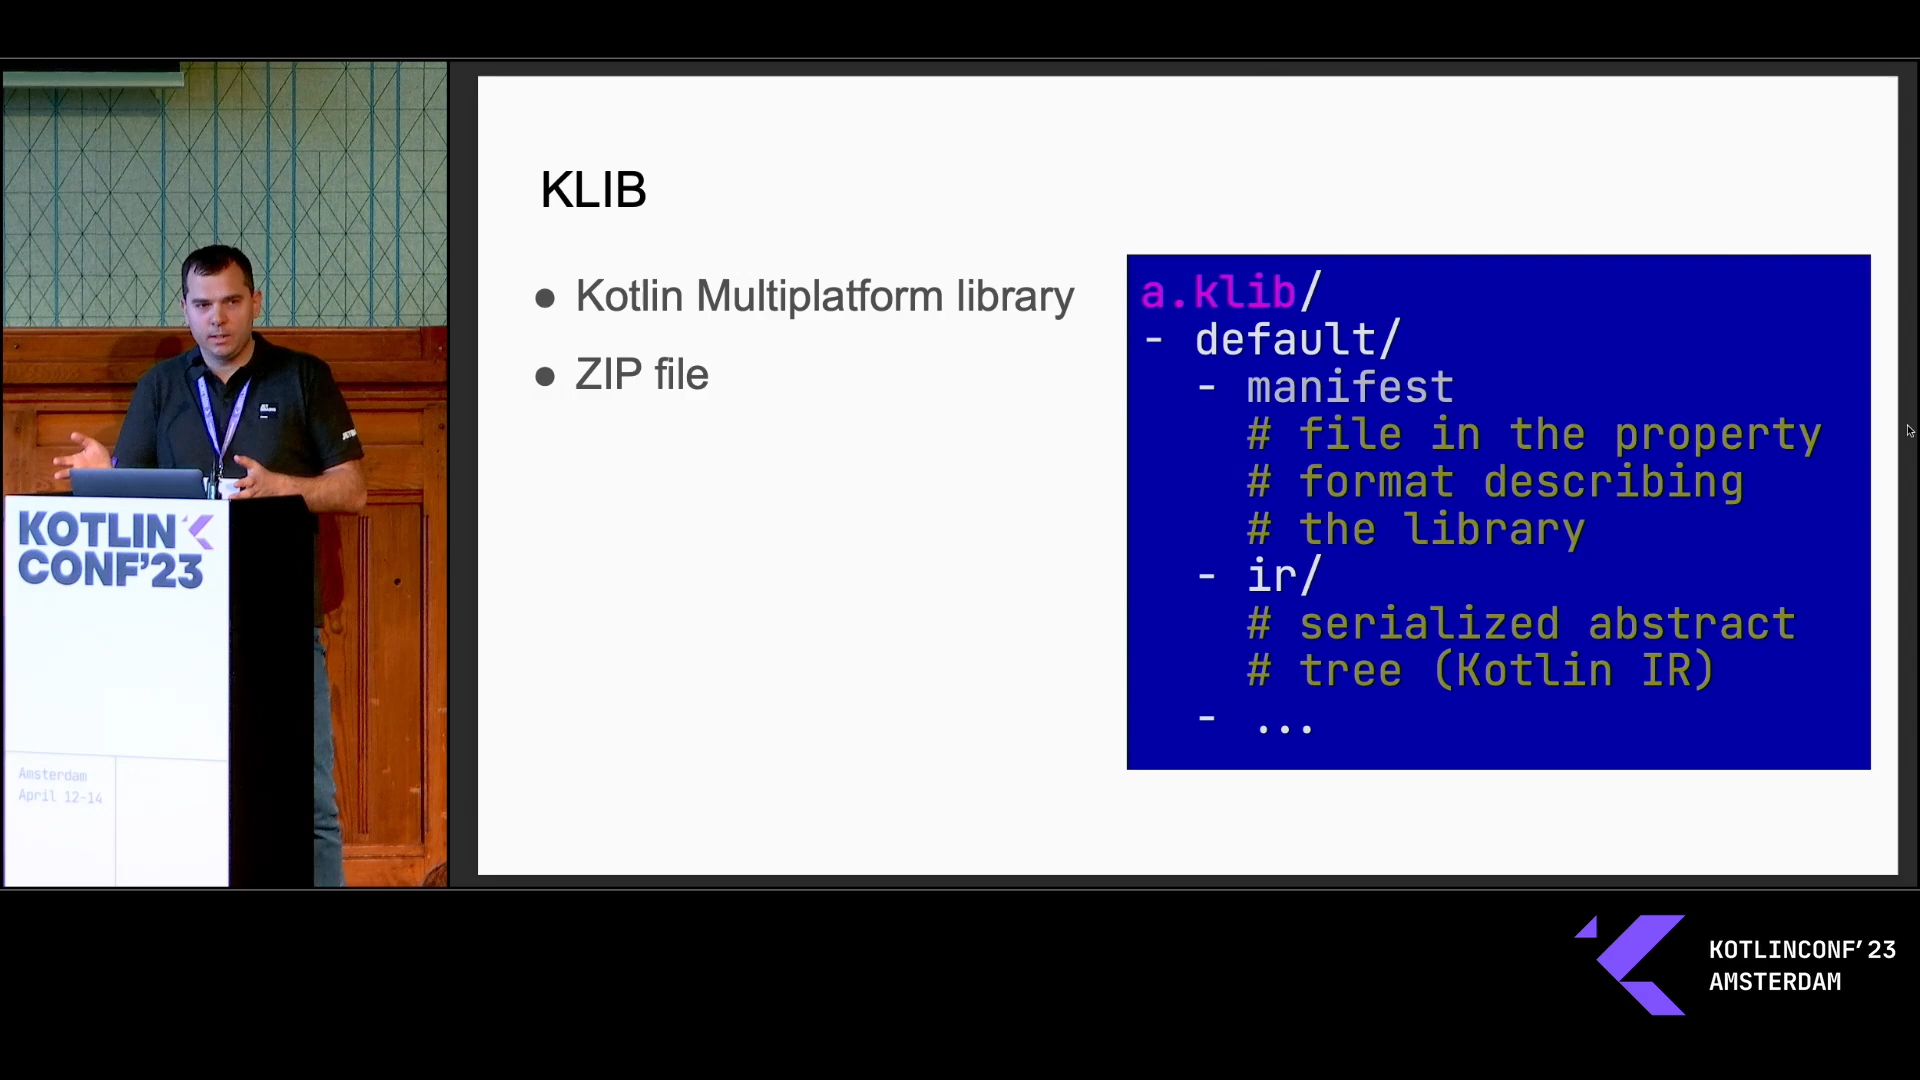 KLIB
● Kotlin Multiplatform library
● ZIP file
a.klib/
- default/
- manifest
# file in the property
# format describing
# the library
- ir/
# serialized abstract
# tree (Kotlin IR)
- ...
KOTLIN
CONF'23
Amsterdam
April 12-14
KOTLINCONF'23
AMSTERDAM